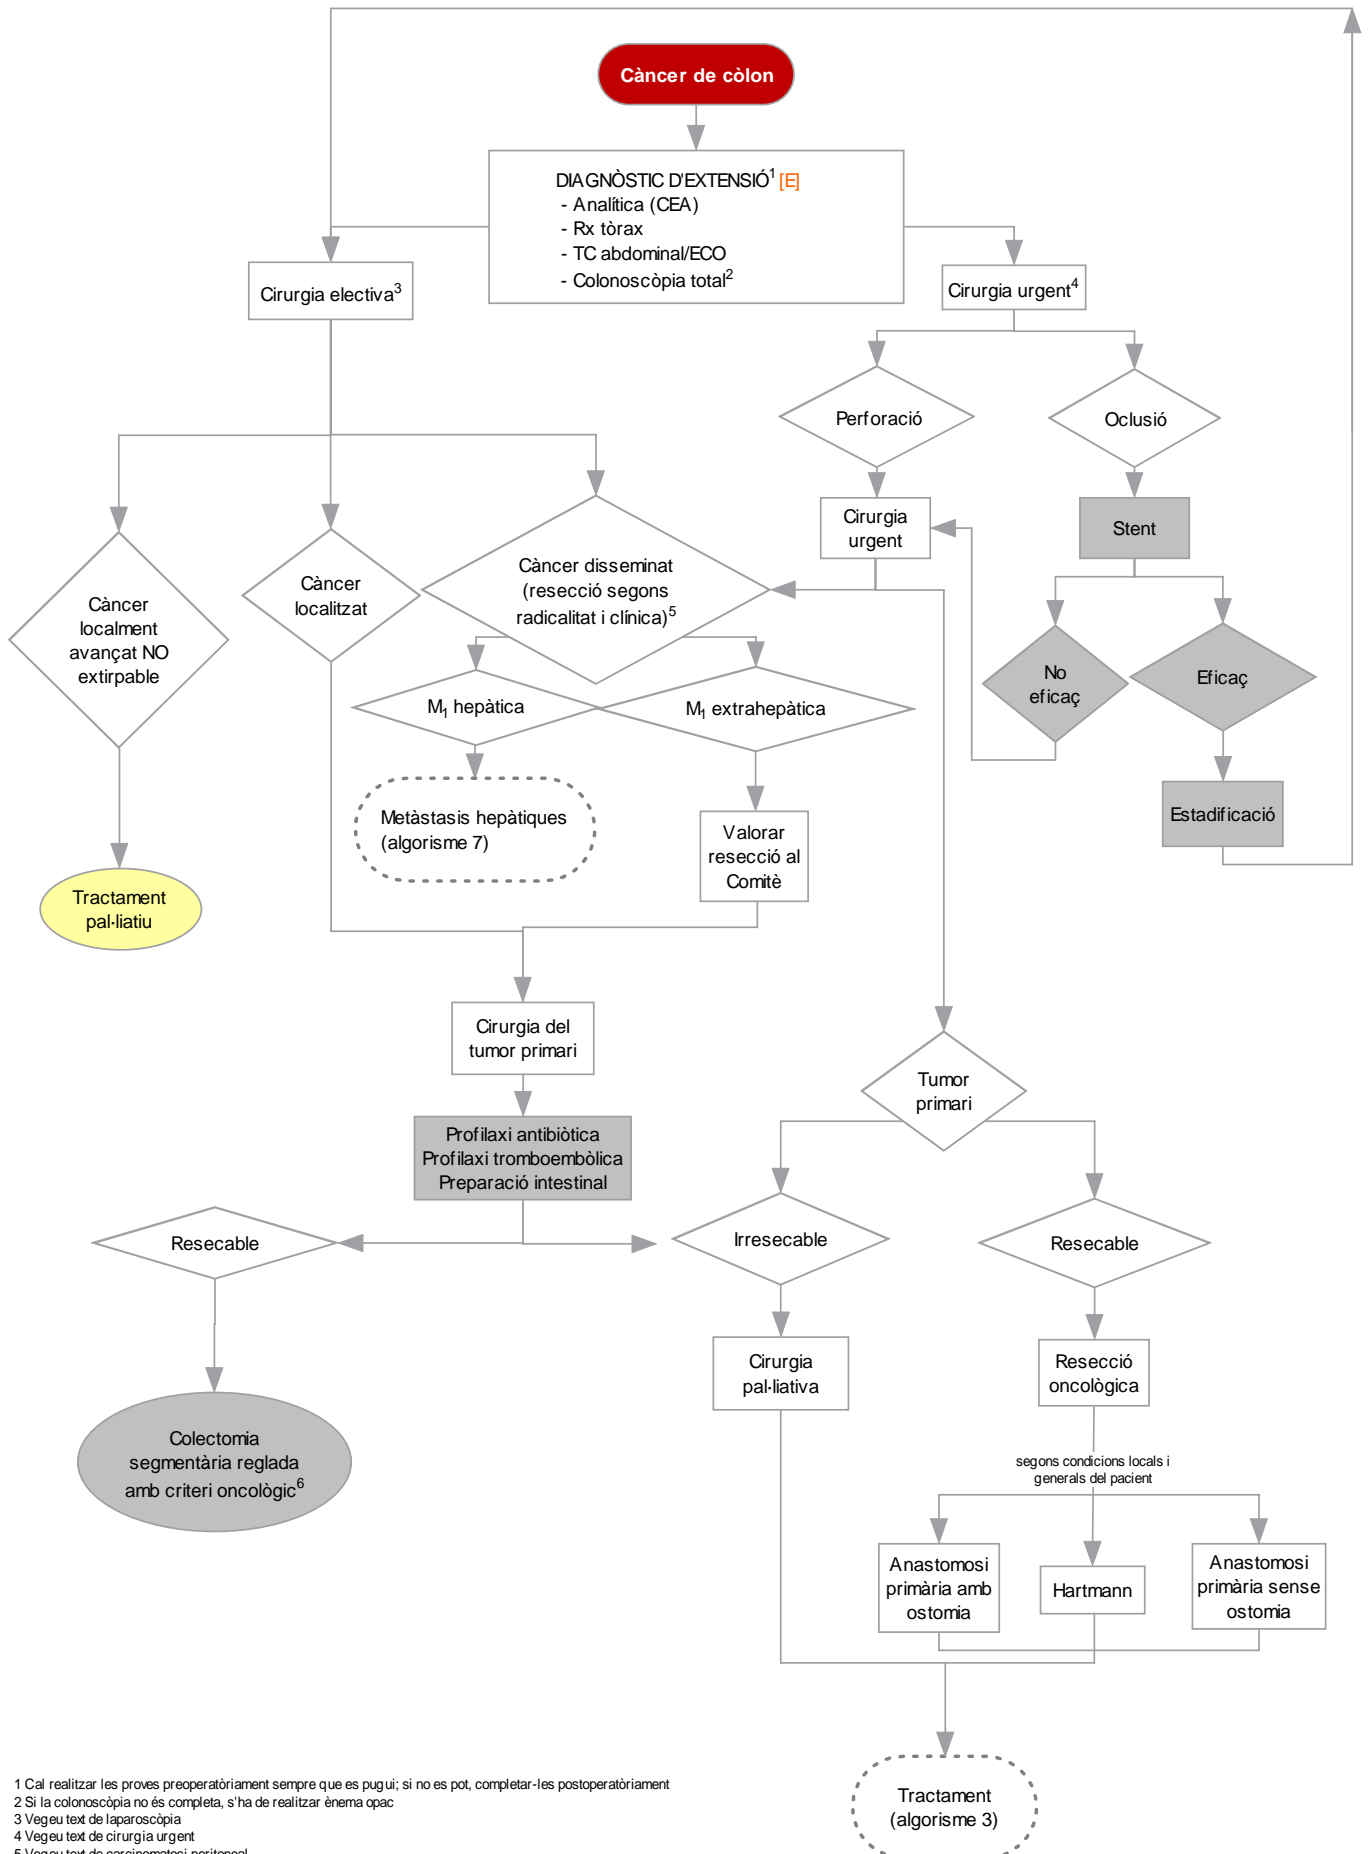 Càncer de còlon
DIAGNÒSTIC D'EXTENSIÓ1 [E]
- Analítica (CEA)
- Rx tòrax
- TC abdominal/ECO
- Colonoscòpia total2
Cirurgia electiva3
Cirurgia urgent4
Perforació
Oclusió
Cirurgia
urgent
Stent
Càncer
localment
avançat NO
extirpable
Càncer
localitzat
Càncer disseminat
(resecció segons
radicalitat i clínica)5
No
eficaç
Eficaç
M1 hepàtica
M1 extrahepàtica
Metàstasis hepàtiques
(algorisme 7)
Valorar
resecció al
Comitè
Estadificació
Tractament
pal·liatiu
Cirurgia del
tumor primari
Tumor
primari
Profilaxi antibiòtica
Profilaxi tromboembòlica
Preparació intestinal
Resecable
Irresecable
Resecable
Cirurgia
pal·liativa
Resecció
oncològica
Colectomia
segmentària reglada
amb criteri oncològic6
segons condicions locals i
generals del pacient
Anastomosi
primària amb
ostomia
Hartmann
Anastomosi
primària sense
ostomia
Tractament
(algorisme 3)
1 Cal realitzar les proves preoperatòriament sempre que es pugui; si no es pot, completar-les postoperatòriament
2 Si la colonoscòpia no és completa, s'ha de realitzar ènema opac
3 Vegeu text de laparoscòpia
4 Vegeu text de cirurgia urgent
5 Vegeu text de carcinomatosi peritoneal